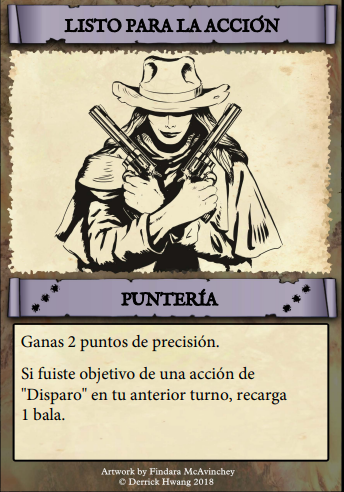 LISTO PARA LA ACCIÓN
PUNTERÍA
Ganas 2 puntos de precisión.
Si fuiste objetivo de una acción de
"Disparo" en tu anterior turno, recarga
1 bala.
Artwork by Findara McAvinchey
© Derrick Hwang 2018